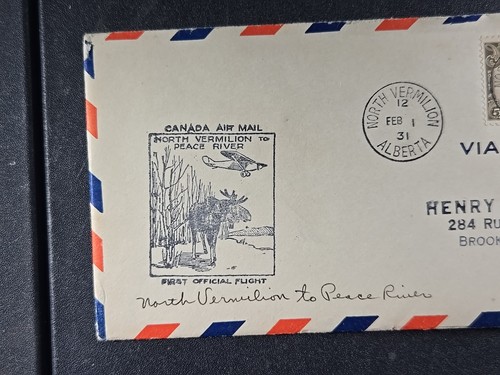 CANADA AIR MAIL
NORTH VERMILION TO
PEACE RIVER
FIRST OFFICIAL FLIGHT
North Vermilion to Peace River
NORTH VERMILION
12
FEB 1
31
ALBERTA
VIA
HENRY
284 RU
BROOK
5